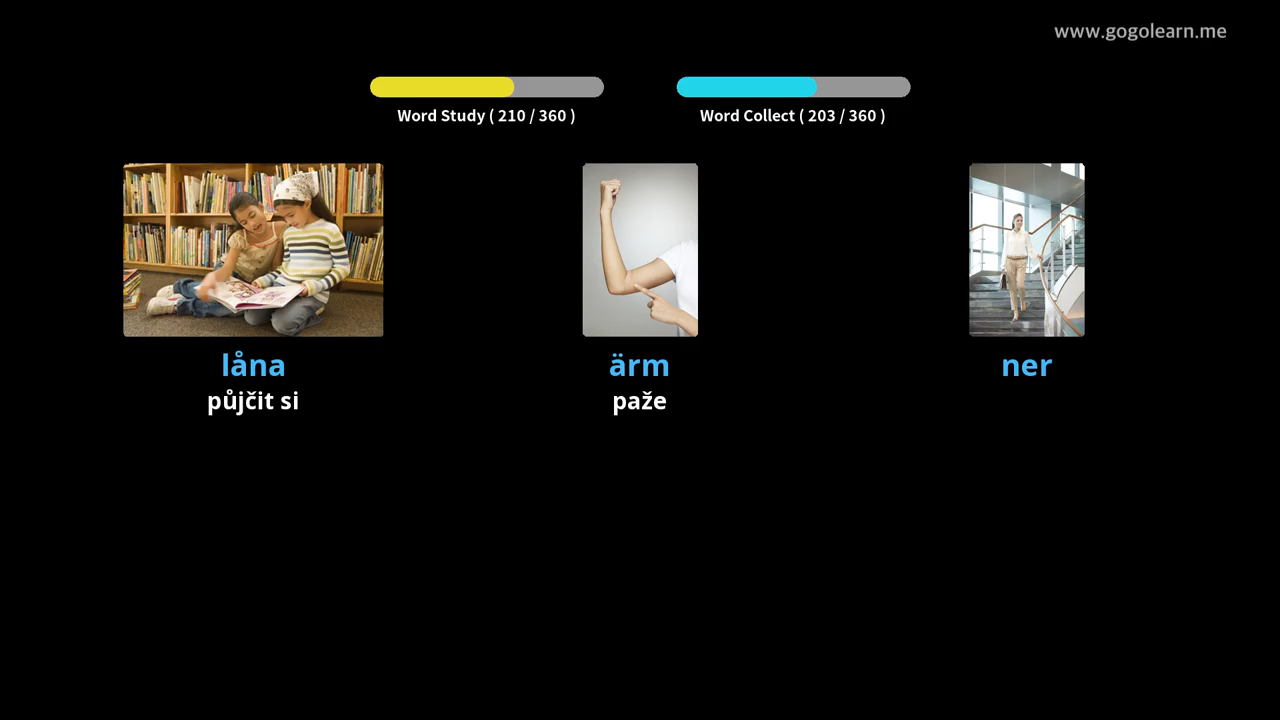 www.gogolearn.me
Word Study ( 210 / 360 )
Word Collect ( 203 / 360 )
låna
ärm
ner
půjčit si
paže